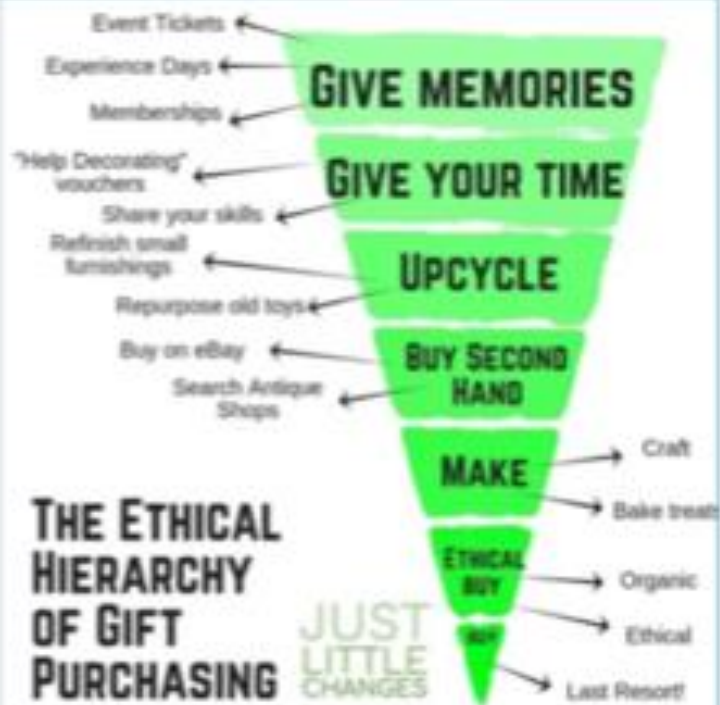 Event Tickets
Experience Days
Memberships
GIVE MEMORIES
"Help Decorating"
vouchers
Share your skills
GIVE YOUR TIME
Refinish small
furnishings
Repurpose old toys
UPCYCLE
Buy on eBay
Search Antique
Shops
BUY SECOND
HAND
MAKE
Craft
Bake treats
ETHICAL
BUY
Organic
Ethical
BUY
Last Resort!
THE ETHICAL
HIERARCHY
OF GIFT
PURCHASING
JUST
LITTLE
CHANGES